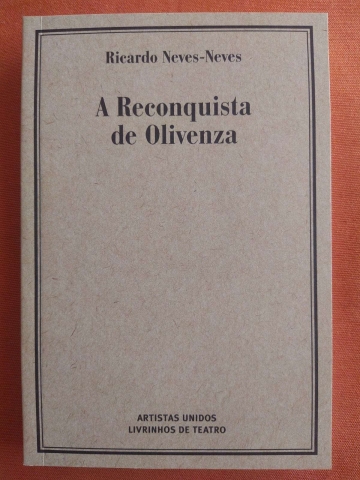 Ricardo Neves-Neves
A Reconquista
de Olivenza
ARTISTAS UNIDOS
LIVRINHOS DE TEATRO